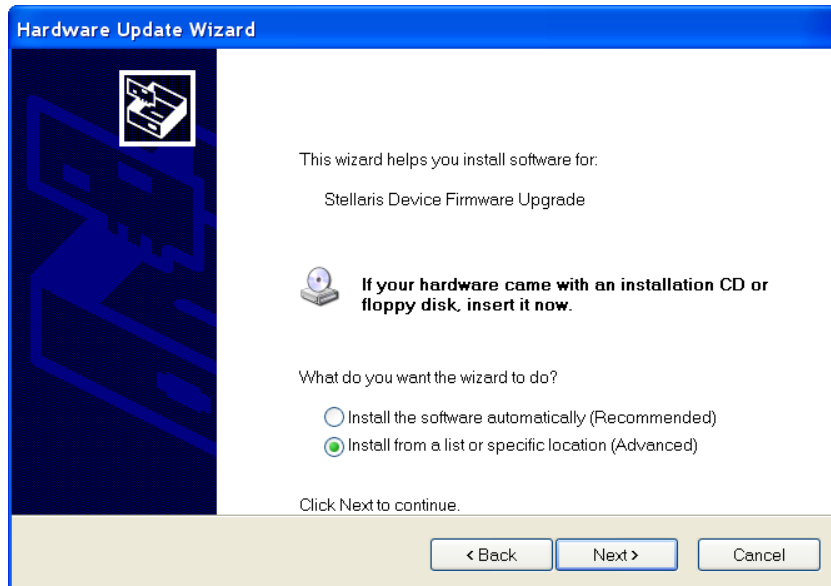 Hardware Update Wizard
This wizard helps you install software for:
Stellaris Device Firmware Upgrade
If your hardware came with an installation CD or
floppy disk, insert it now.
What do you want the wizard to do?
Install the software automatically (Recommended)
Install from a list or specific location (Advanced)
Click Next to continue.
< Back Next > Cancel